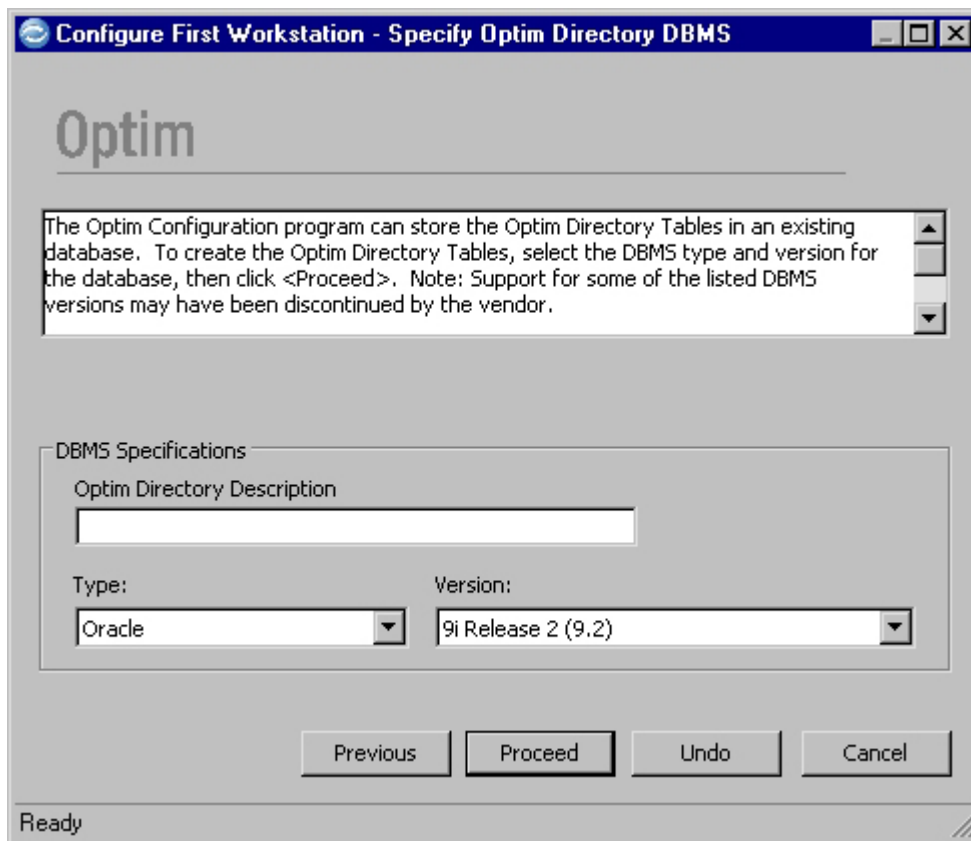 Configure First Workstation - Specify Optim Directory DBMS
Optim
The Optim Configuration program can store the Optim Directory Tables in an existing
database.  To create the Optim Directory Tables, select the DBMS type and version for
the database, then click <Proceed>.  Note: Support for some of the listed DBMS
versions may have been discontinued by the vendor.
DBMS Specifications
Optim Directory Description
Type: Version:
Oracle 9i Release 2 (9.2)
Previous Proceed Undo Cancel
Ready